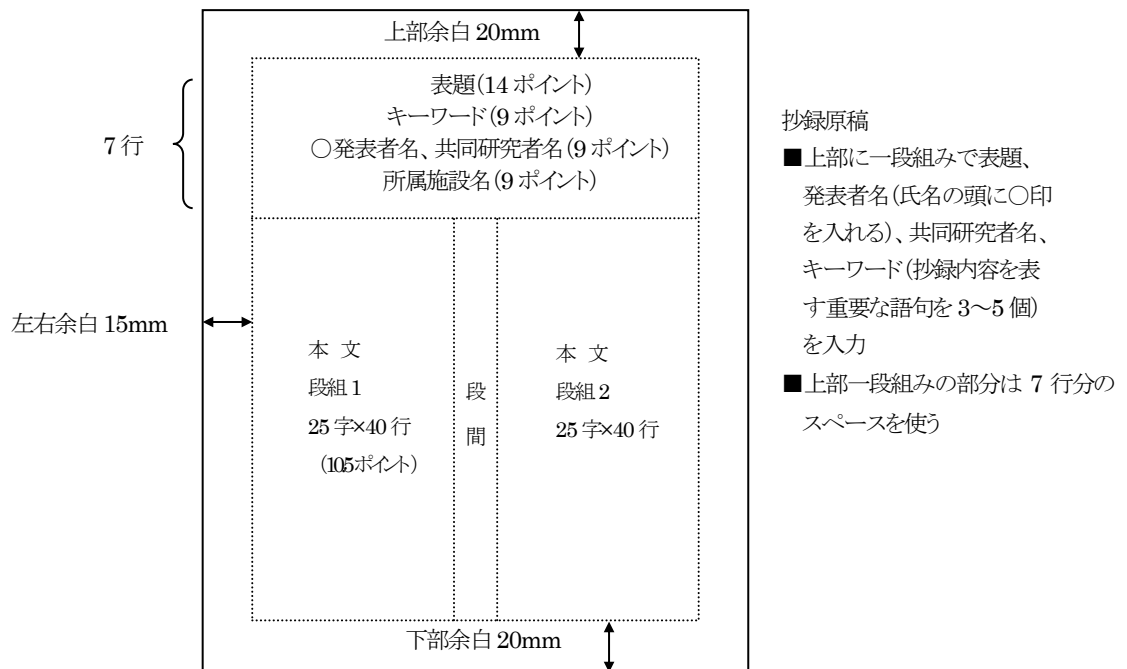 上部余白 20mm
表題(14 ポイント)
キーワード(9 ポイント)
○発表者名、共同研究者名(9 ポイント)
所属施設名(9 ポイント)
7 行
左右余白 15mm
本 文
段組 1
25 字×40 行
(105ポイント)
段
間
本 文
段組 2
25 字×40 行
下部余白 20mm
抄録原稿
■上部に一段組みで表題、
発表者名(氏名の頭に○印
を入れる)、共同研究者名、
キーワード(抄録内容を表
す重要な語句を 3~5 個)
を入力
■上部一段組みの部分は 7 行分の
スペースを使う